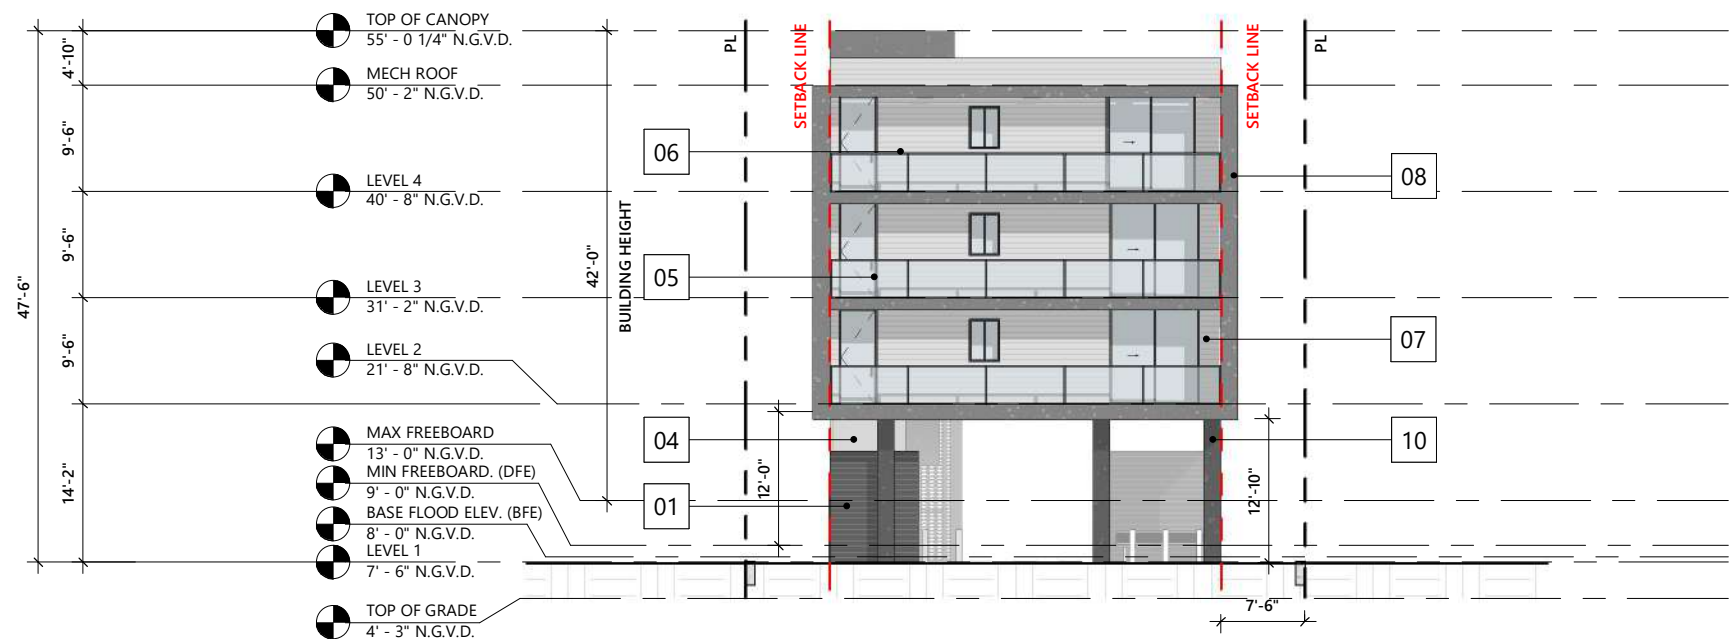 TOP OF CANOPY
55' - 0 1/4" N.G.V.D.
MECH ROOF
50' - 2" N.G.V.D.
LEVEL 4
40' - 8" N.G.V.D.
LEVEL 3
31' - 2" N.G.V.D.
LEVEL 2
21' - 8" N.G.V.D.
MAX FREEBOARD
13' - 0" N.G.V.D.
MIN FREEBOARD. (DFE)
9' - 0" N.G.V.D.
BASE FLOOD ELEV. (BFE)
8' - 0" N.G.V.D.
LEVEL 1
7' - 6" N.G.V.D.
TOP OF GRADE
4' - 3" N.G.V.D.
47'-6"
4'-10"
9'-6"
9'-6"
9'-6"
14'-2"
42'-0"
BUILDING HEIGHT
PL
SETBACK LINE
SETBACK LINE
PL
06
05
04
01
08
07
10
12'-0"
12'-10"
7'-6"